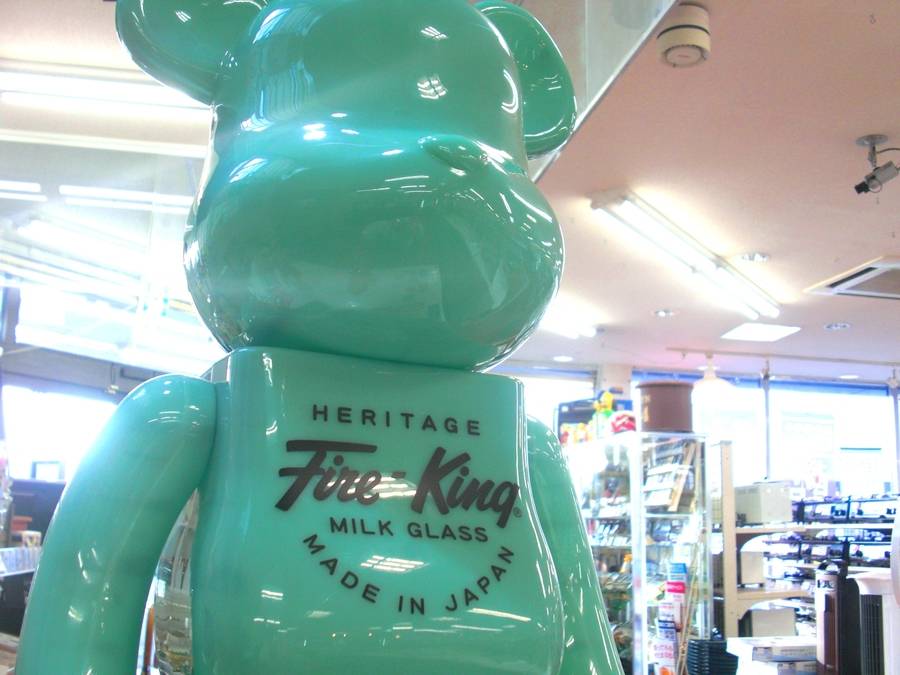 HERITAGE
Fire-King®
MILK GLASS
MADE IN JAPAN